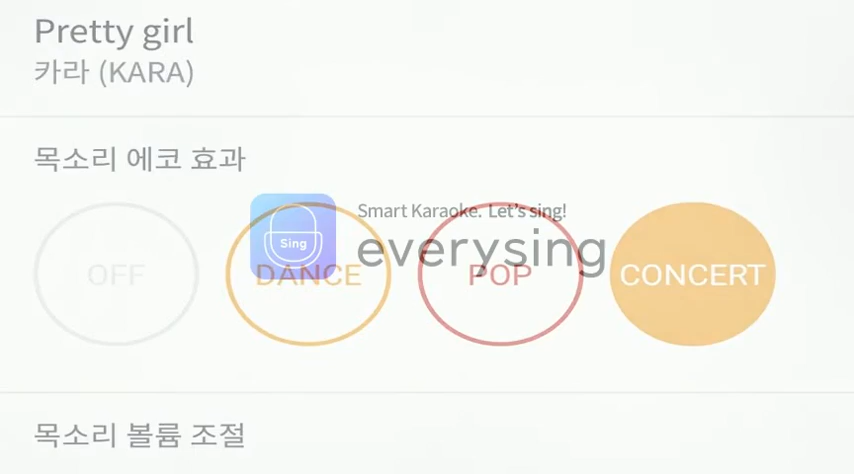 Pretty girl
카라 (KARA)
목소리 에코 효과
Smart Karaoke. Let's sing!
Sing
everysing
OFF
DANCE
POP
CONCERT
목소리 볼륨 조절